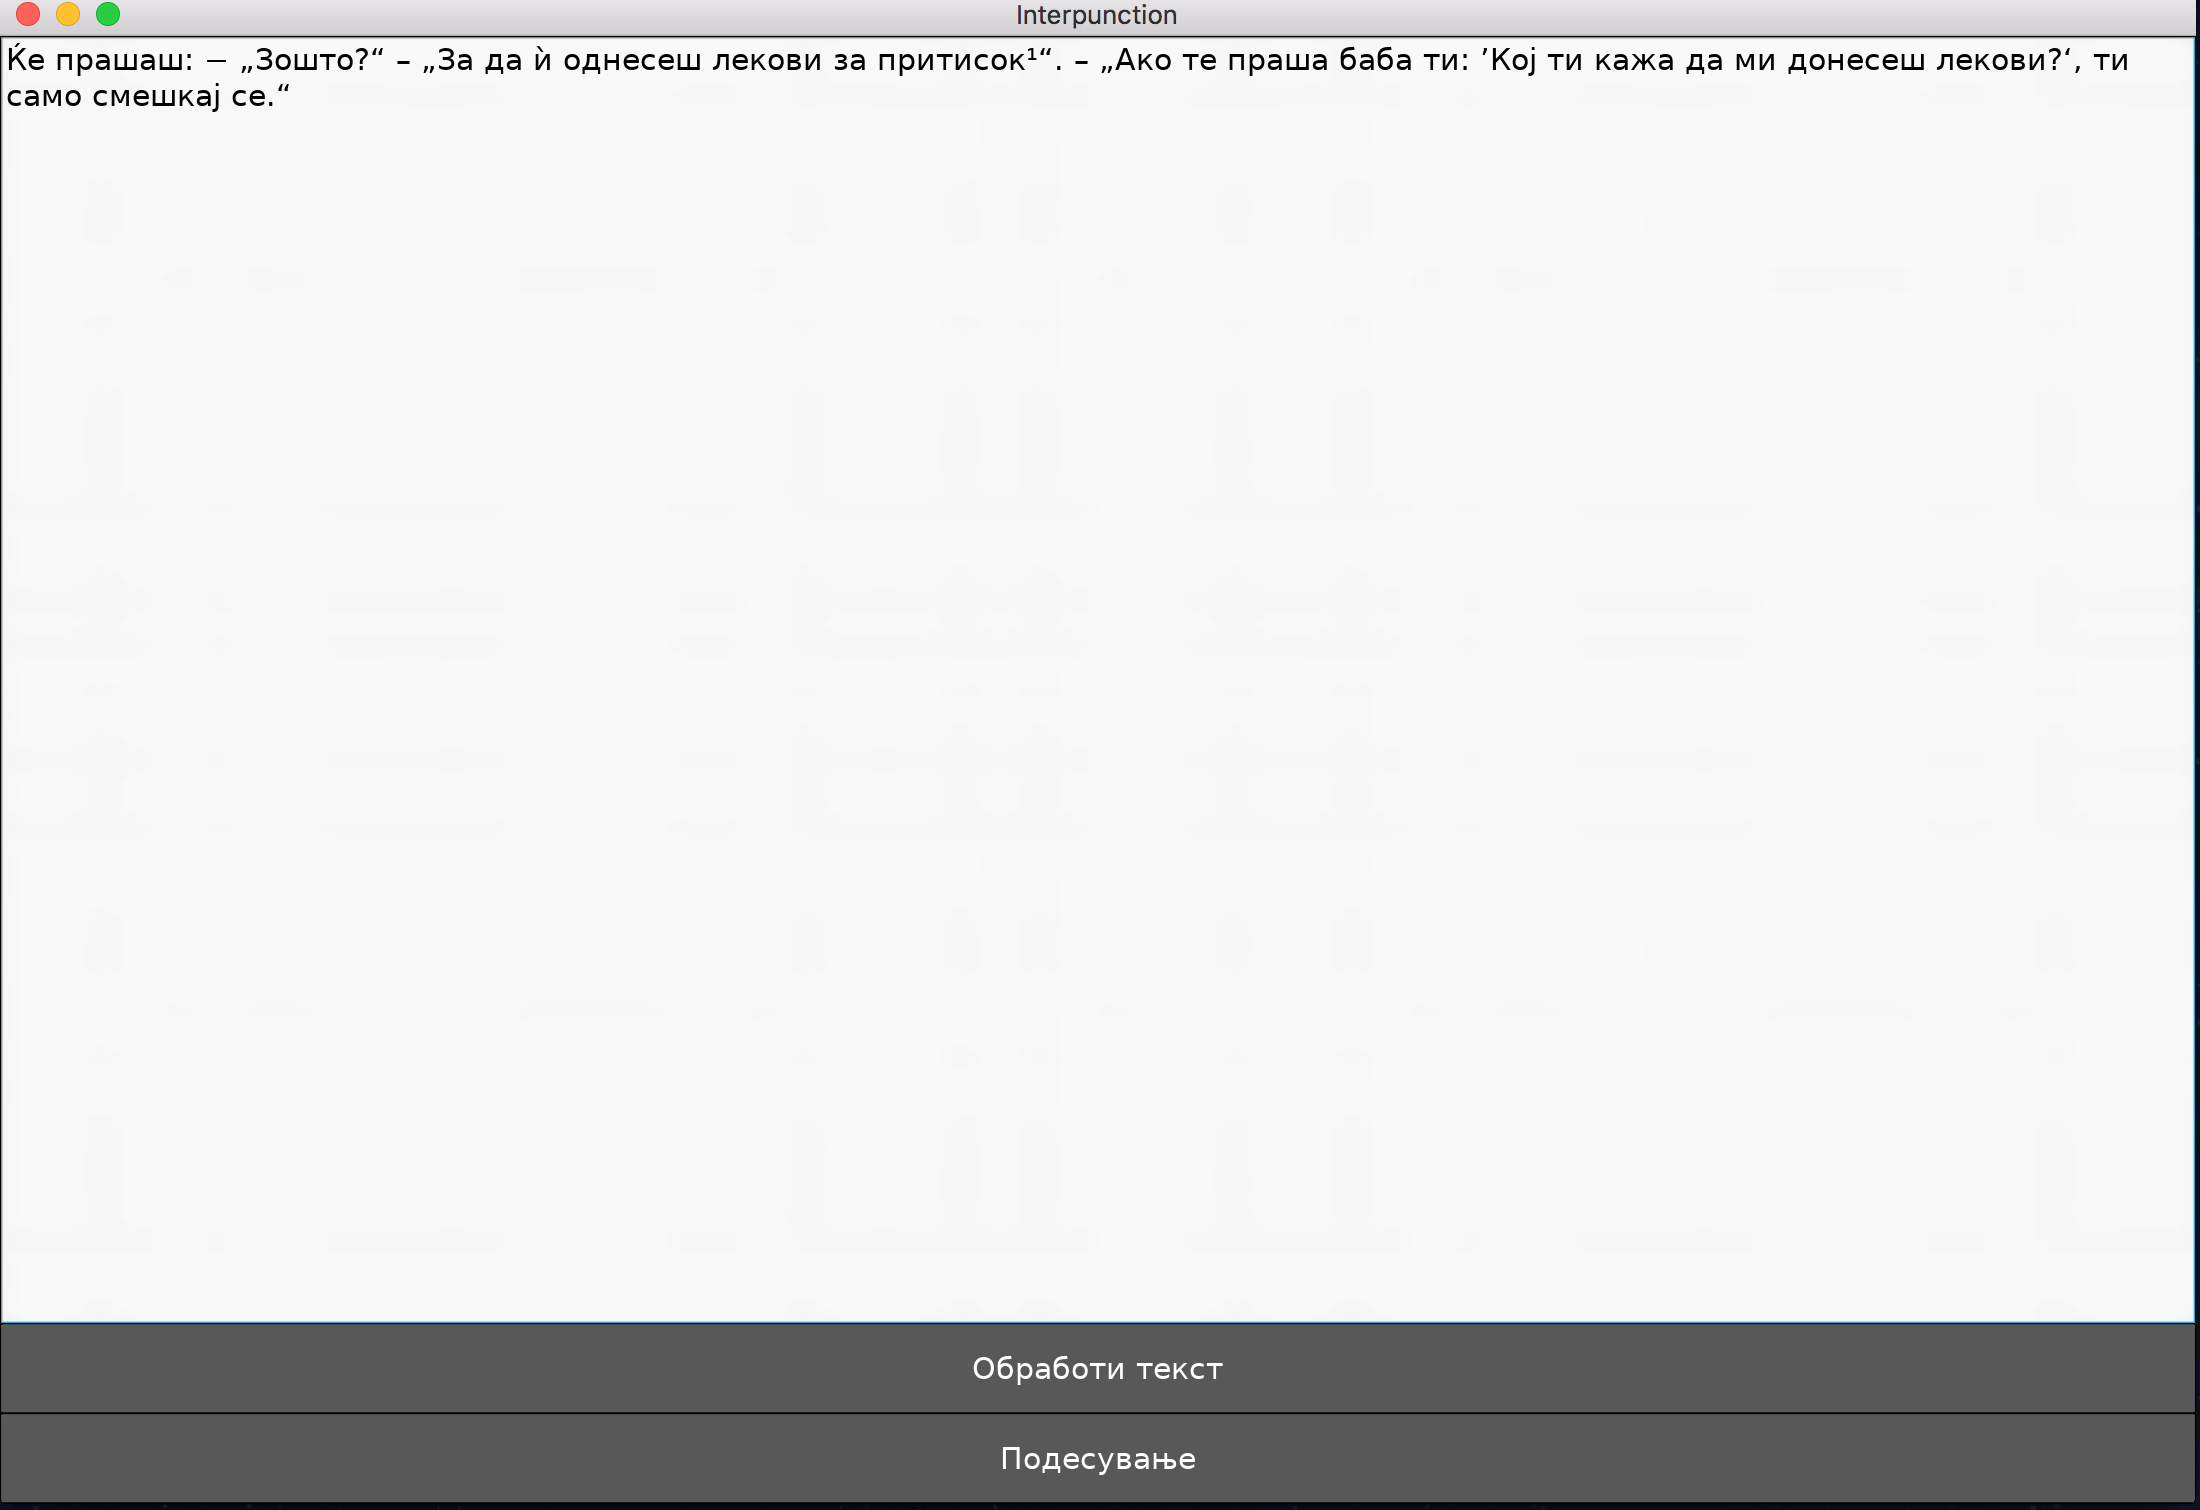 Interpunction
Ќе прашаш: — „Зошто?“ – „За да ѝ однесеш лекови за притисок¹“. – „Ако те праша баба ти: ’Кој ти кажа да ми донесеш лекови?‘, ти
само смешкај се.“
Обработи текст
Подесување